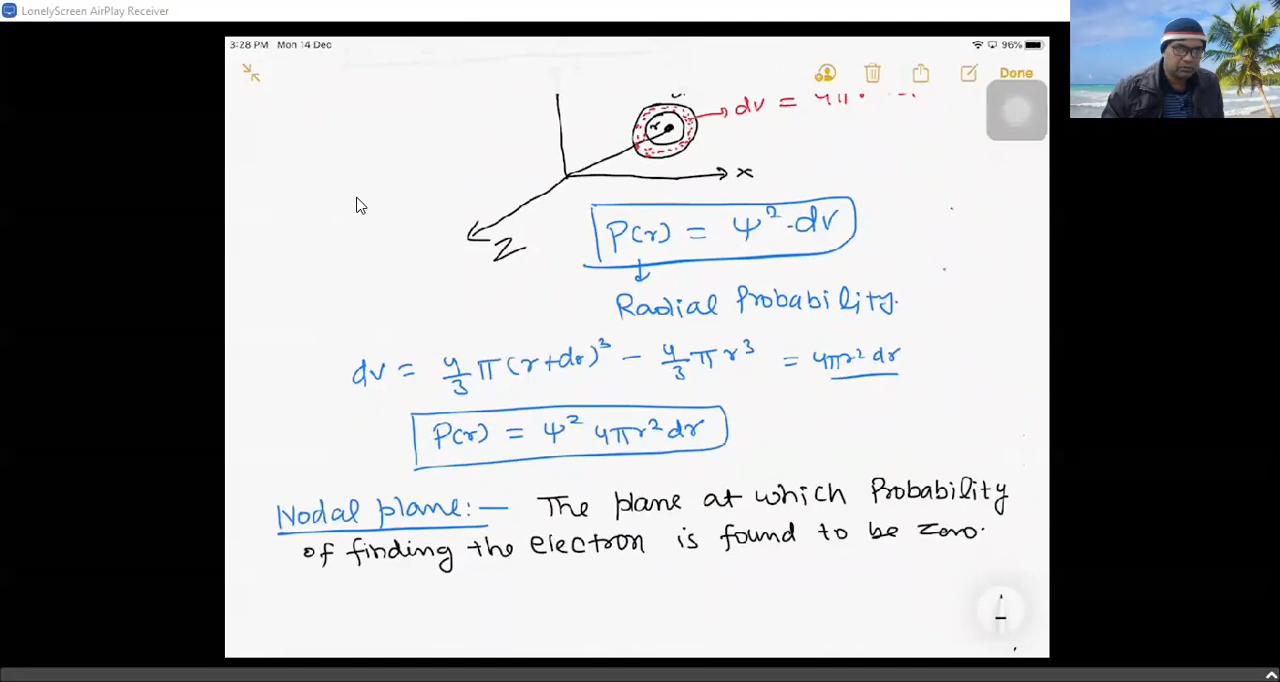 LonelyScreen AirPlay Receiver
3:28 PM Mon 14 Dec
96%
Done
r
dv = 4π
x
Z
P(r) = ψ² · dv
Radial Probability.
dv = 4/3 π (r+dr)³ − 4/3 π r³ = 4πr² dr
P(r) = ψ² 4πr² dr
Nodal plane:— The plane at which Probability
of finding the electron is found to be zero.